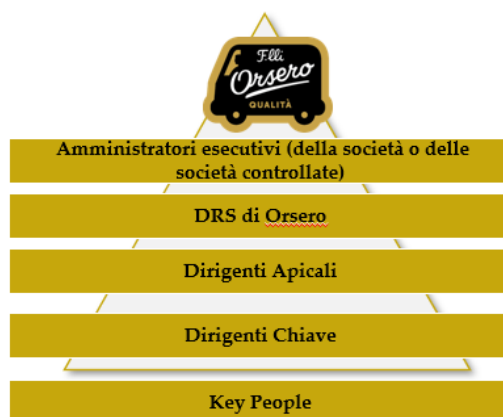 F.lli
Orsero
QUALITÀ
Amministratori esecutivi (della società o delle
società controllate)
DRS di Orsero
Dirigenti Apicali
Dirigenti Chiave
Key People